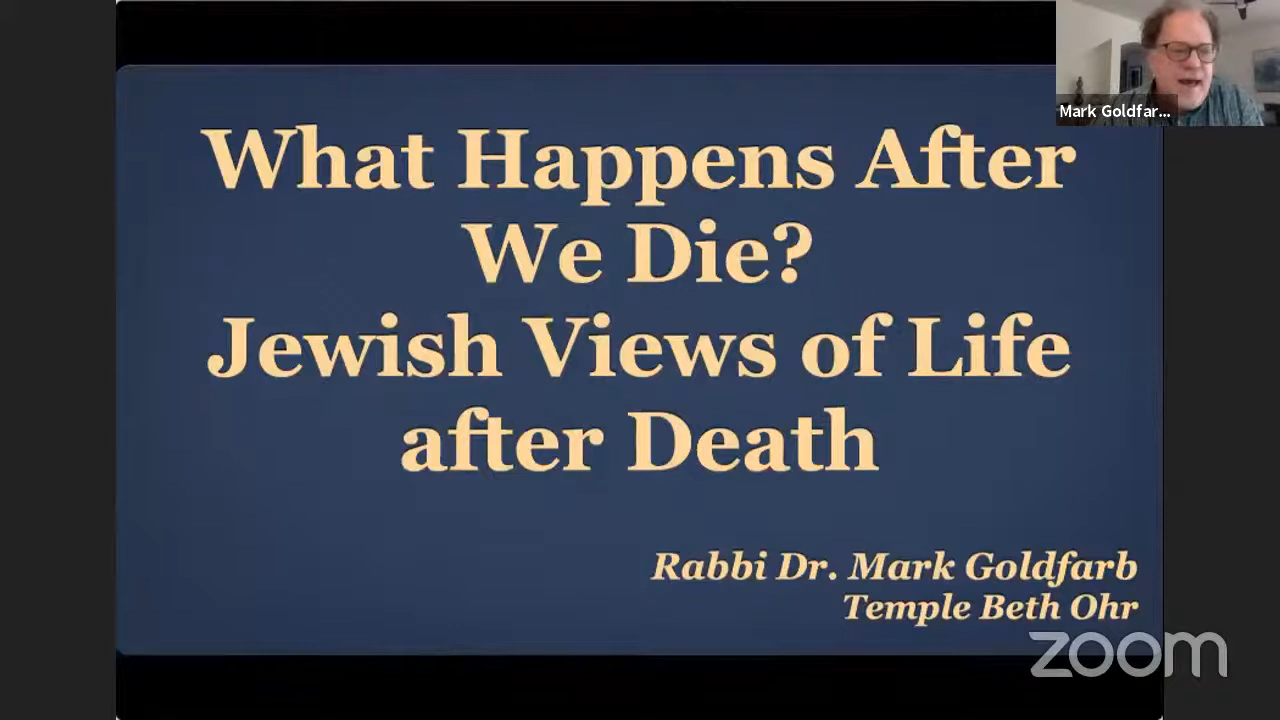 Mark Goldfar...
What Happens After
We Die?
Jewish Views of Life
after Death
Rabbi Dr. Mark Goldfarb
Temple Beth Ohr
zoom